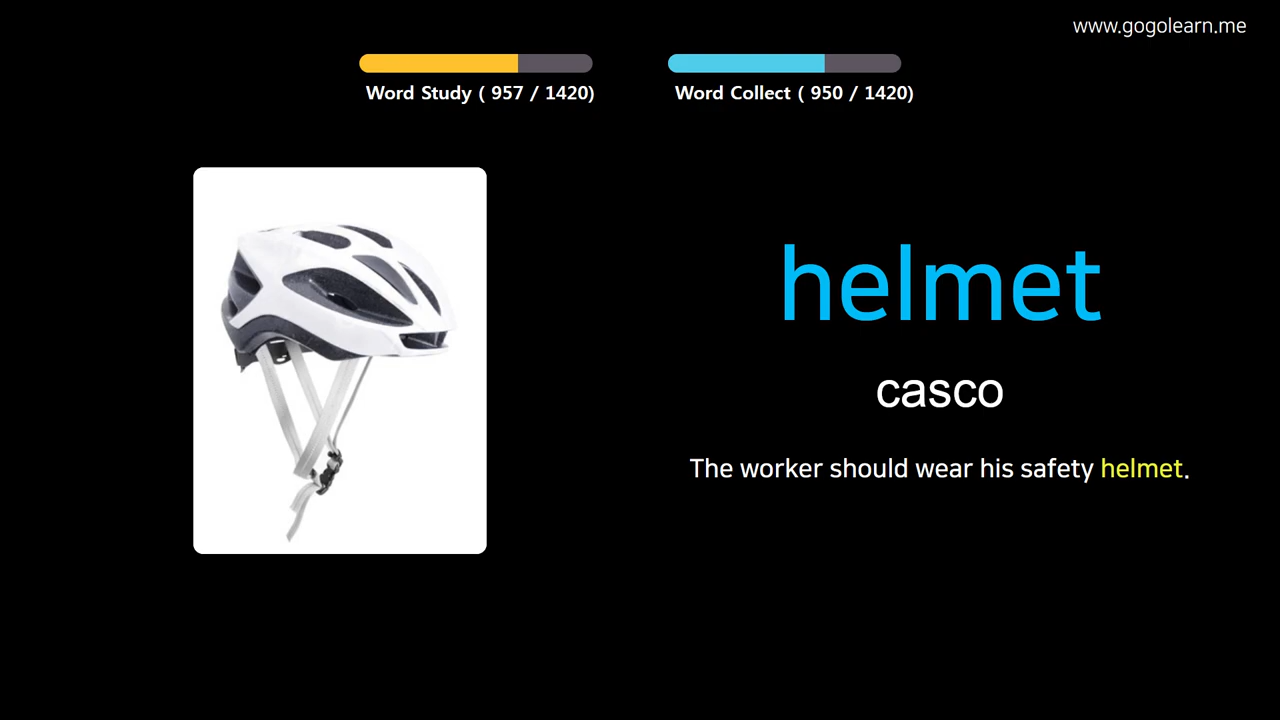 www.gogolearn.me
Word Study ( 957 / 1420)
Word Collect ( 950 / 1420)
helmet
casco
The worker should wear his safety helmet.